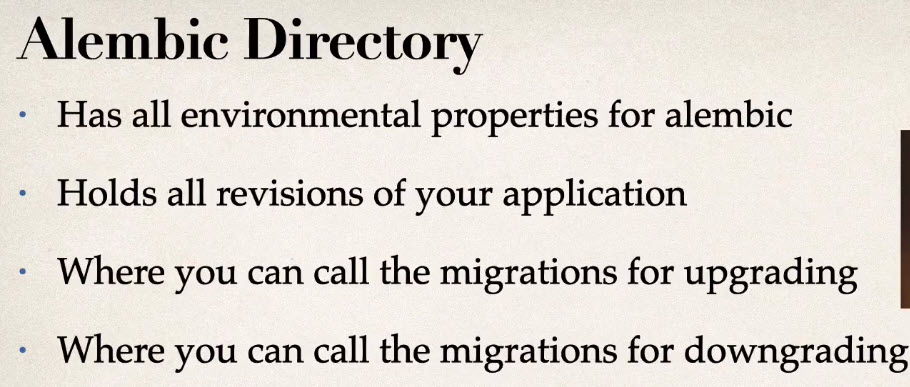 Alembic Directory
• Has all environmental properties for alembic
• Holds all revisions of your application
• Where you can call the migrations for upgrading
• Where you can call the migrations for downgrading